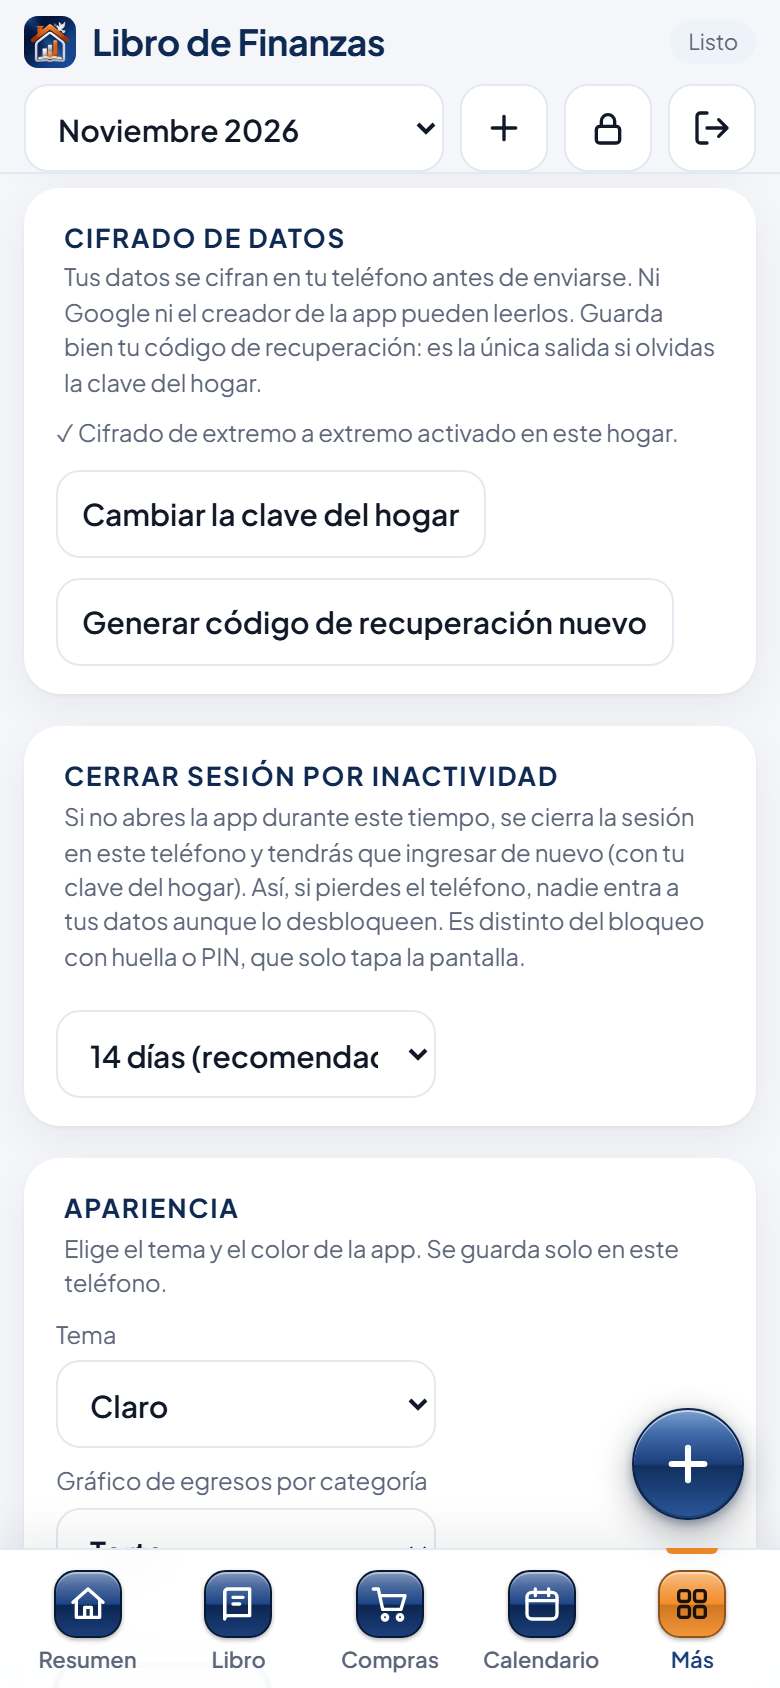 Libro de Finanzas
Listo
Noviembre 2026
CIFRADO DE DATOS
Tus datos se cifran en tu teléfono antes de enviarse. Ni
Google ni el creador de la app pueden leerlos. Guarda
bien tu código de recuperación: es la única salida si olvidas
la clave del hogar.
✓ Cifrado de extremo a extremo activado en este hogar.
Cambiar la clave del hogar
Generar código de recuperación nuevo
CERRAR SESIÓN POR INACTIVIDAD
Si no abres la app durante este tiempo, se cierra la sesión
en este teléfono y tendrás que ingresar de nuevo (con tu
clave del hogar). Así, si pierdes el teléfono, nadie entra a
tus datos aunque lo desbloqueen. Es distinto del bloqueo
con huella o PIN, que solo tapa la pantalla.
14 días (recomendad
APARIENCIA
Elige el tema y el color de la app. Se guarda solo en este
teléfono.
Tema
Claro
Gráfico de egresos por categoría
Resumen
Libro
Compras
Calendario
Más